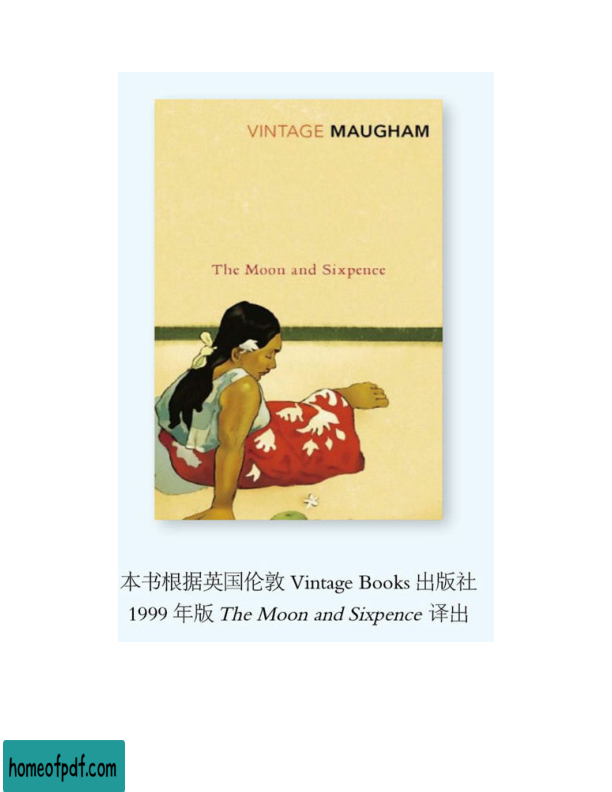 VINTAGE MAUGHAM
The Moon and Sixpence
本书根据英国伦敦 Vintage Books 出版社
1999 年版 The Moon and Sixpence 译出
homeofpdf.com